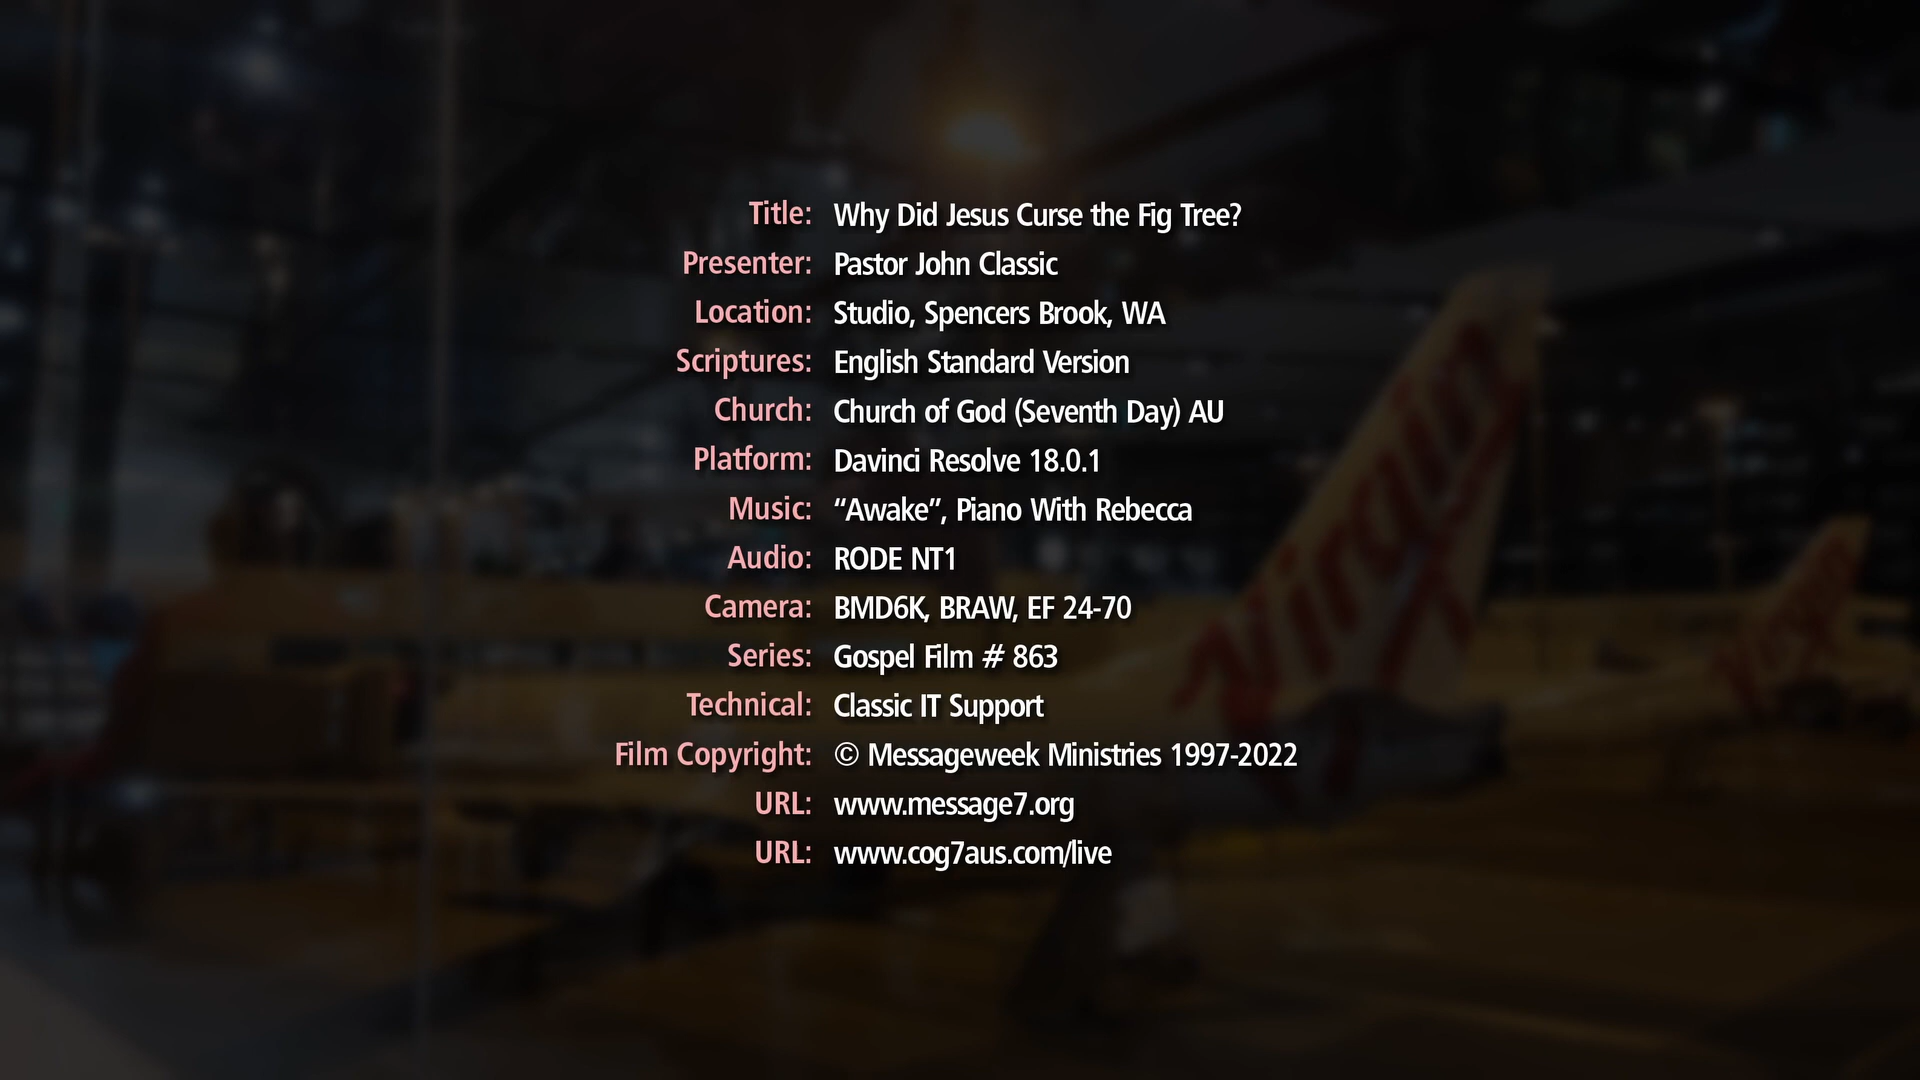 Title: Why Did Jesus Curse the Fig Tree?
Presenter: Pastor John Classic
Location: Studio, Spencers Brook, WA
Scriptures: English Standard Version
Church: Church of God (Seventh Day) AU
Platform: Davinci Resolve 18.0.1
Music: “Awake”, Piano With Rebecca
Audio: RODE NT1
Camera: BMD6K, BRAW, EF 24-70
Series: Gospel Film # 863
Technical: Classic IT Support
Film Copyright: © Messageweek Ministries 1997-2022
URL: www.message7.org
URL: www.cog7aus.com/live
Virgin